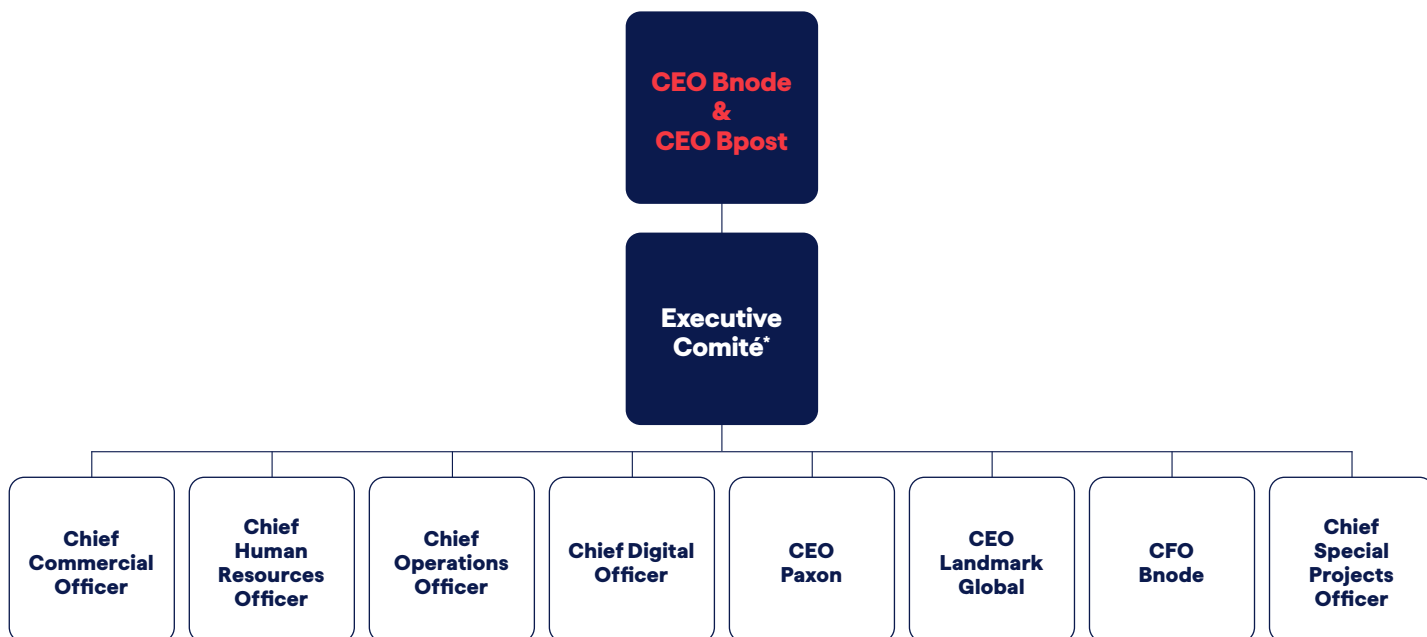 CEO Bnode
&
CEO Bpost
Executive
Comité*
Chief
Commercial
Officer
Chief
Human
Resources
Officer
Chief
Operations
Officer
Chief Digital
Officer
CEO
Paxon
CEO
Landmark
Global
CFO
Bnode
Chief
Special
Projects
Officer